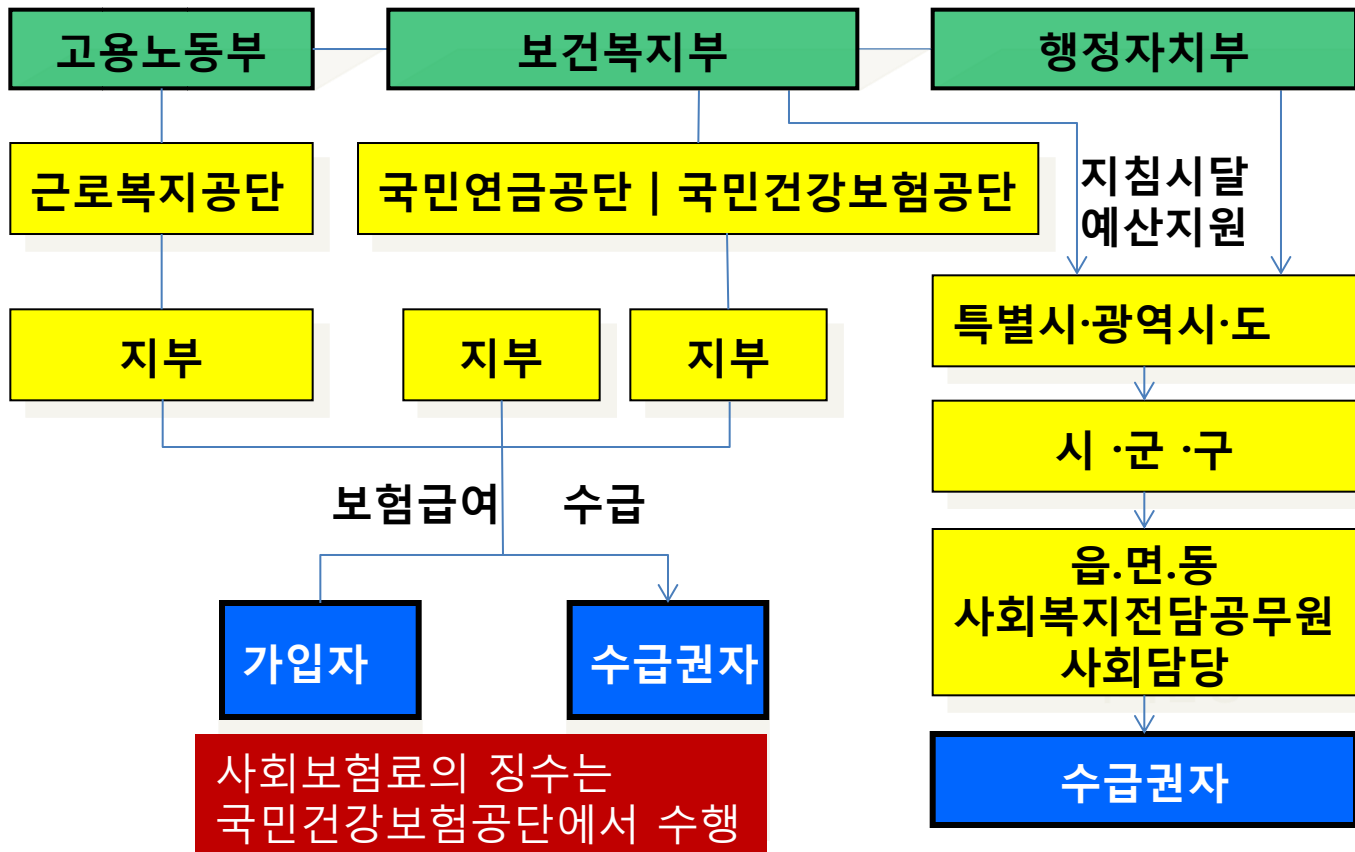 고용노동부
보건복지부
행정자치부
근로복지공단
국민연금공단 | 국민건강보험공단
지침시달
예산지원
지부
지부
지부
특별시·광역시·도
시 ·군 ·구
보험급여
수급
읍.면.동
사회복지전담공무원
사회담당
가입자
수급권자
사회보험료의 징수는
국민건강보험공단에서 수행
수급권자